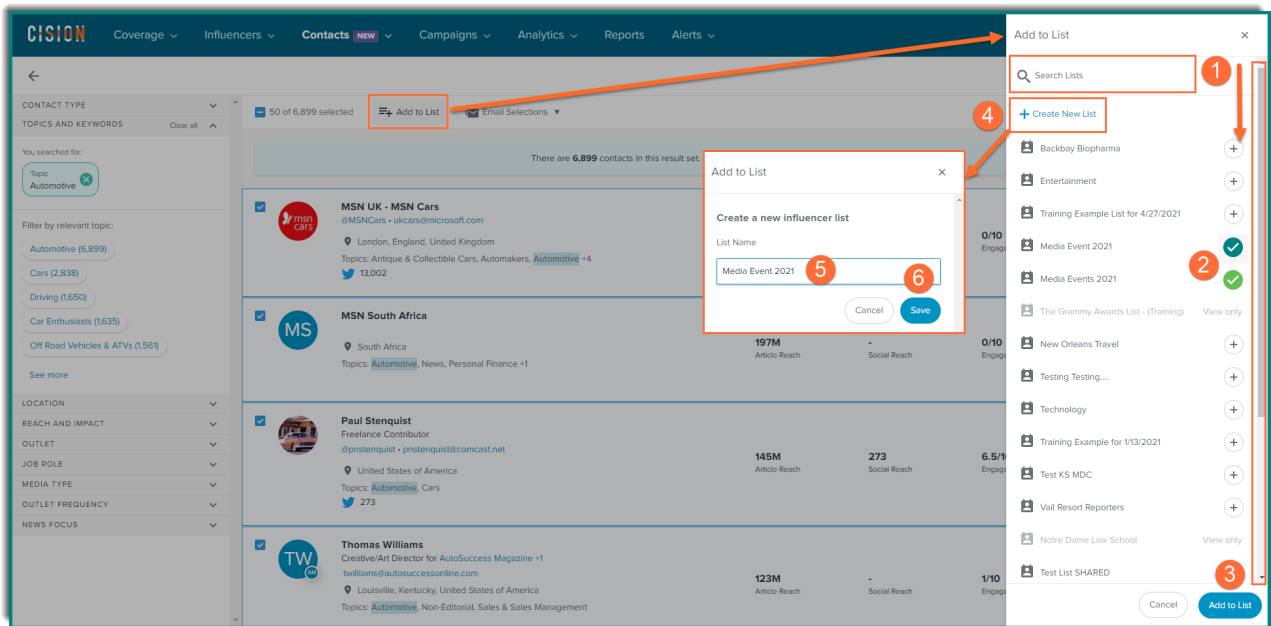 CISION
Coverage
Influencers
Contacts NEW
Campaigns
Analytics
Reports
Alerts
CONTACT TYPE
TOPICS AND KEYWORDS Clear all
You searched for:
Topic
Automotive
Filter by relevant topic:
Automotive (6,899)
Cars (2,838)
Driving (1,650)
Car Enthusiasts (1,635)
Off Road Vehicles & ATVs (1,561)
See more
LOCATION
REACH AND IMPACT
OUTLET
JOB ROLE
MEDIA TYPE
OUTLET FREQUENCY
NEWS FOCUS
50 of 6,899 selected
Add to List
Email Selections
There are 6,899 contacts in this result set.
msn
cars
MSN UK - MSN Cars
@MSNCars • ukcars@microsoft.com
London, England, United Kingdom
Topics: Antique & Collectible Cars, Automakers, Automotive +4
13,002
0/10
Engage
MS
MSN South Africa
South Africa
Topics: Automotive, News, Personal Finance +1
197M
Article Reach
-
Social Reach
0/10
Engage
Paul Stenquist
Freelance Contributor
@pnstenquist • pnstenquist@comcast.net
United States of America
Topics: Automotive, Cars
273
145M
Article Reach
273
Social Reach
6.5/10
Engage
TW
AM
Thomas Williams
Creative/Art Director for AutoSuccess Magazine +1
twilliams@autosuccessonline.com
Louisville, Kentucky, United States of America
Topics: Automotive, Non-Editorial, Sales & Sales Management
123M
Article Reach
-
Social Reach
1/10
Engage
Add to List
Create a new influencer list
List Name
Media Event 2021
5
6
Cancel
Save
Add to List
Search Lists
1
4
Create New List
Backbay Biopharma
Entertainment
Training Example List for 4/27/2021
Media Event 2021
2
Media Events 2021
The Grammy Awards List - (Training) View only
New Orleans Travel
Testing Testing....
Technology
Training Example for 1/13/2021
Test KS MDC
Vail Resort Reporters
Notre Dame Law School View only
Test List SHARED
3
Cancel
Add to List